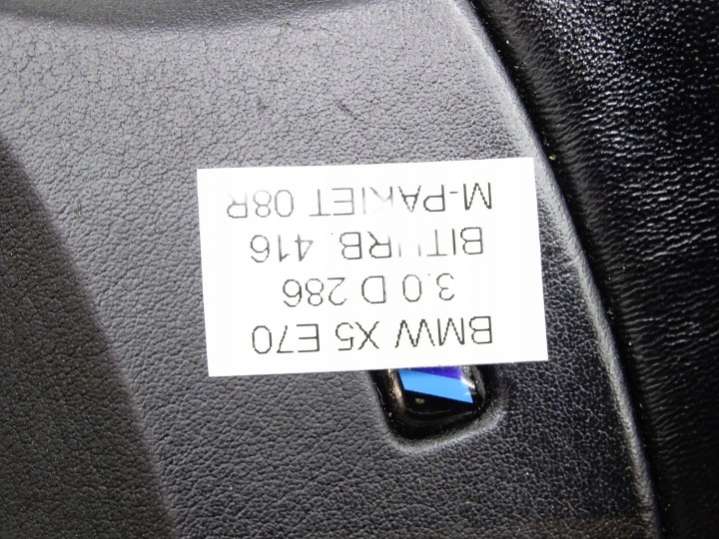 BMW X5 E70
3.0 D 286
BITURB. 416
M-PAKIET 08R